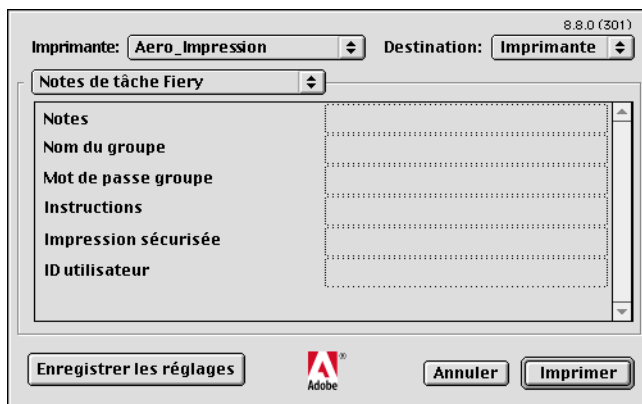 8.8.0 (301)
Imprimante: Aero_Impression Destination: Imprimante
Notes de tâche Fiery
Notes
Nom du groupe
Mot de passe groupe
Instructions
Impression sécurisée
ID utilisateur
Enregistrer les réglages
Adobe ®
Annuler
Imprimer